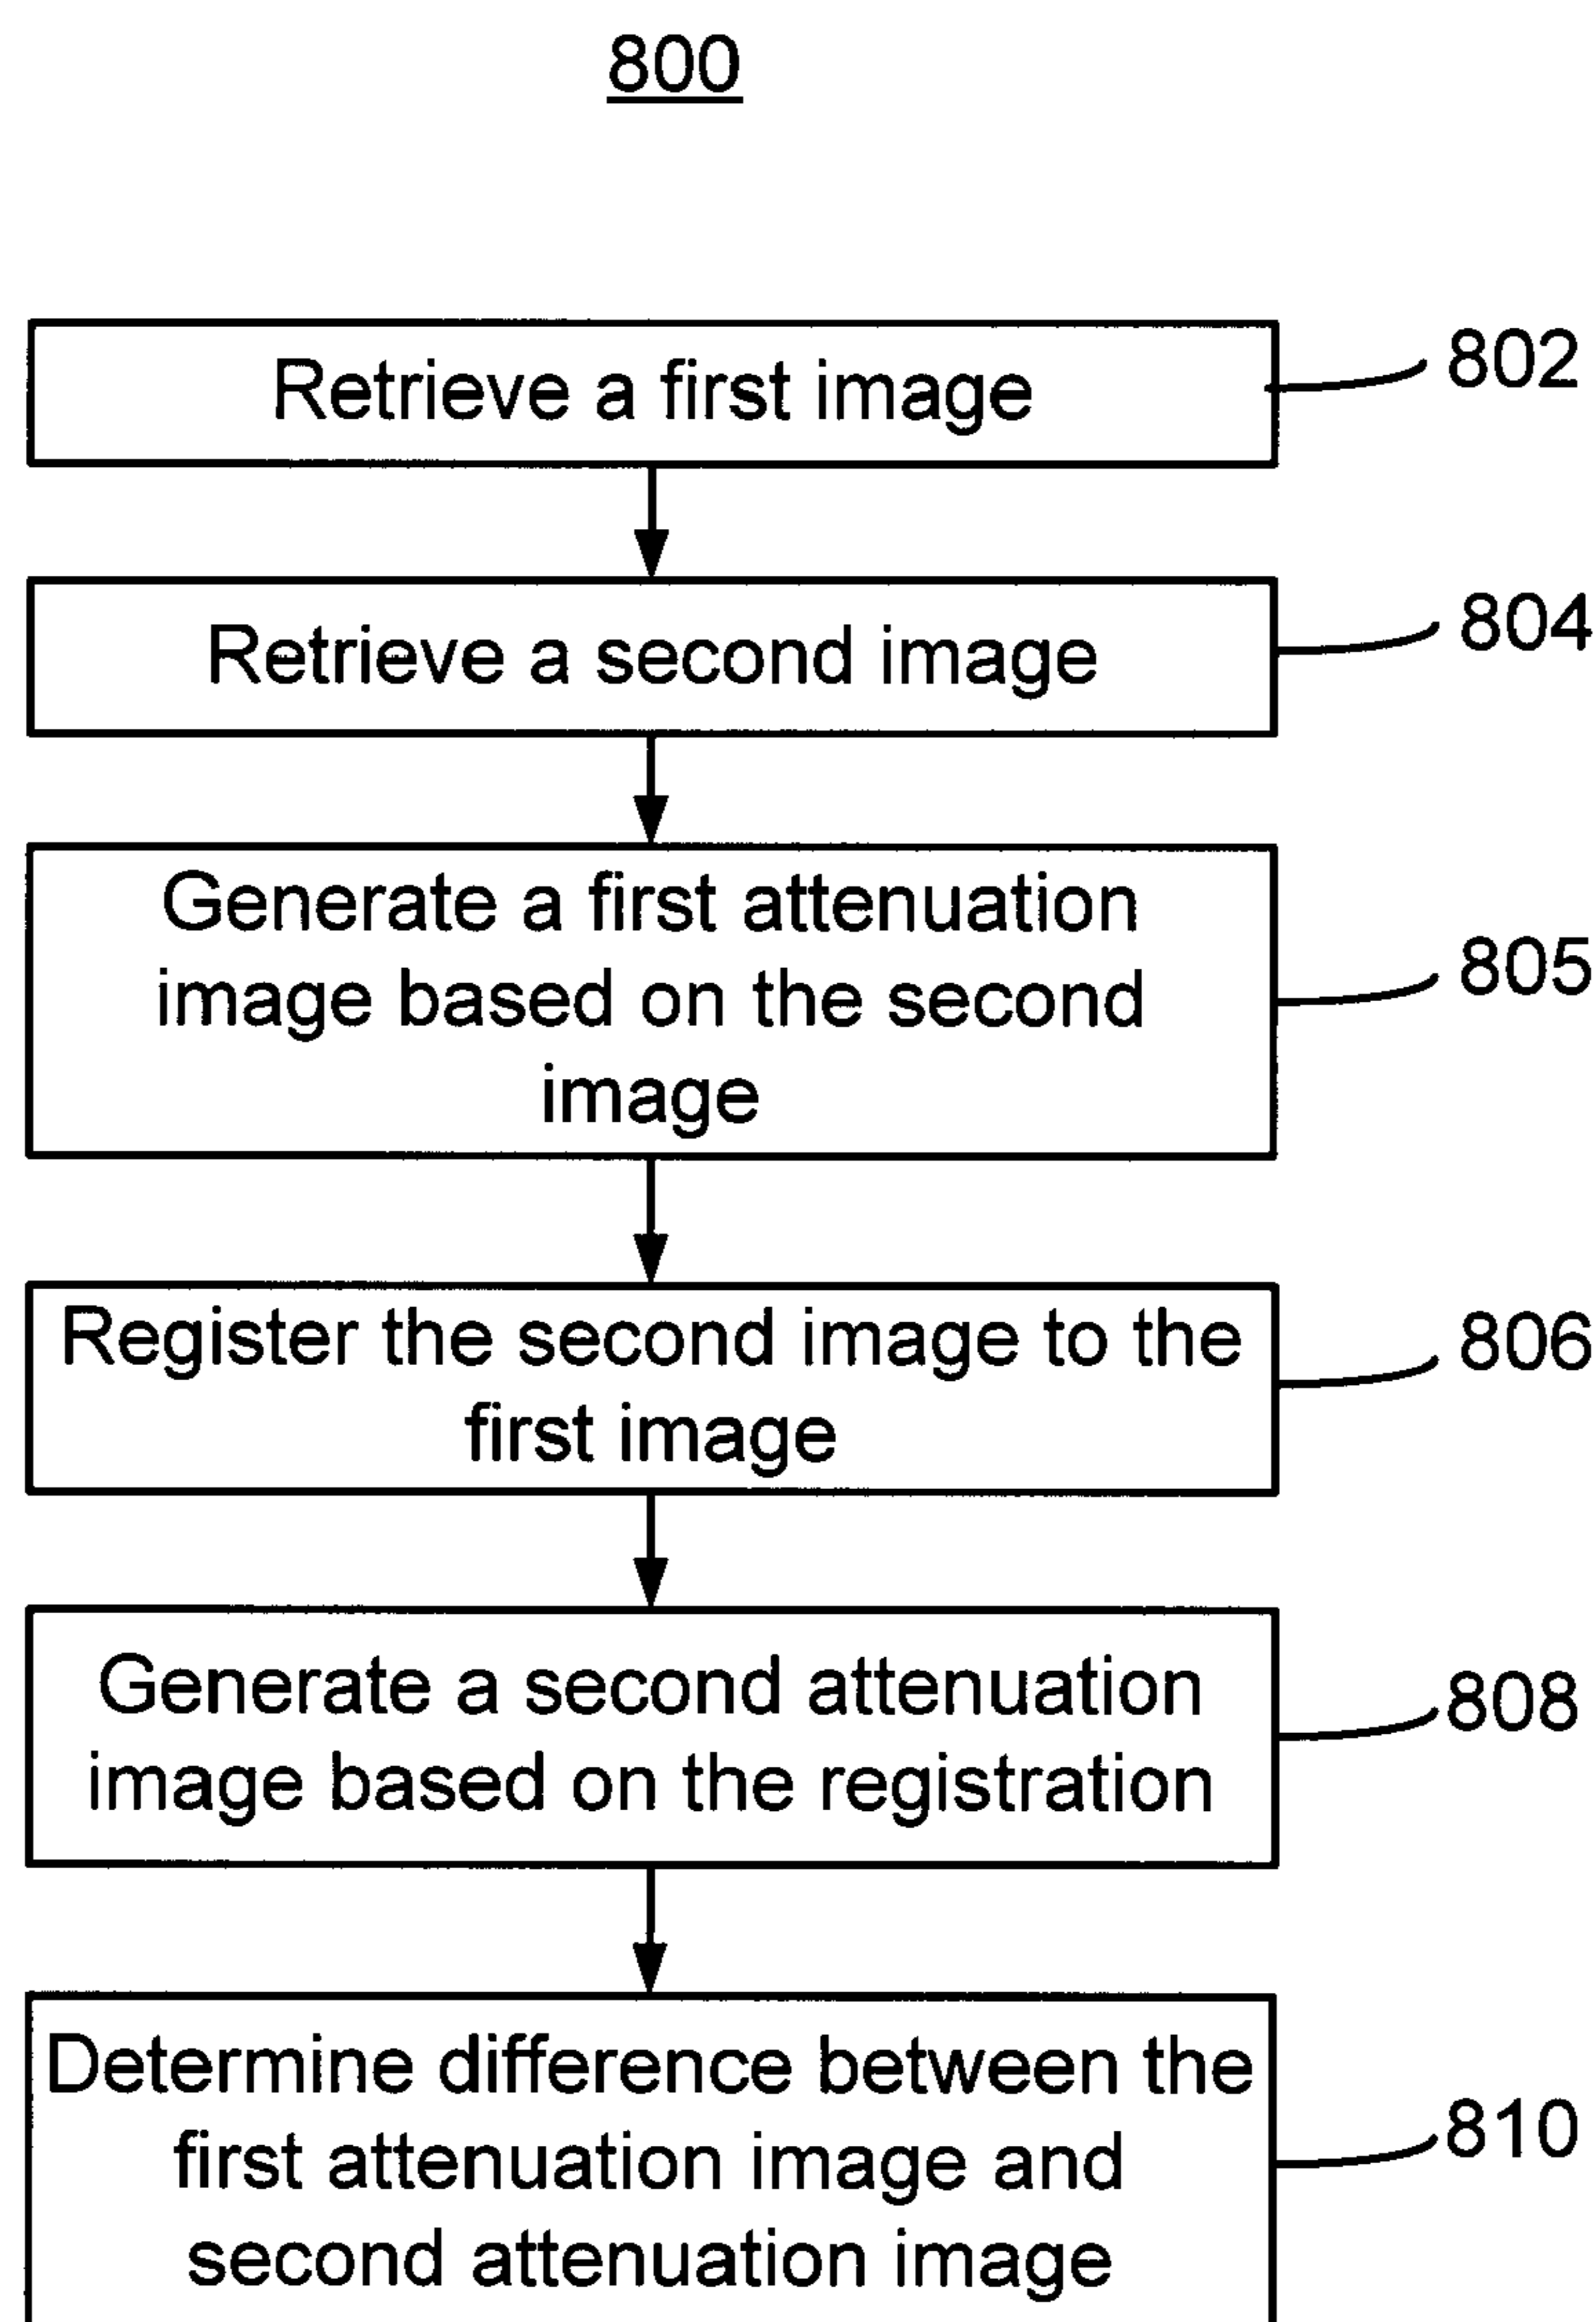 800
Retrieve a first image
802
Retrieve a second image
804
Generate a first attenuation
image based on the second
image
805
Register the second image to the
first image
806
Generate a second attenuation
image based on the registration
808
Determine difference between the
first attenuation image and
second attenuation image
810